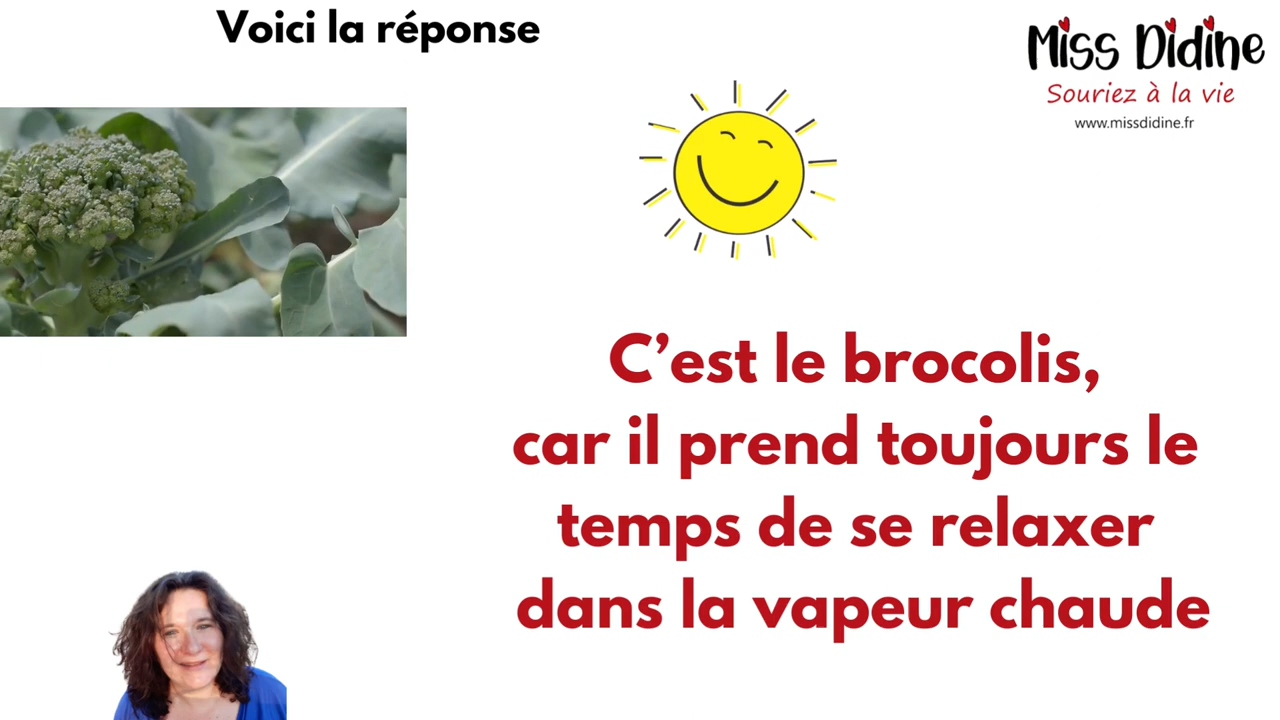 Voici la réponse
Miss Didine
Souriez à la vie
www.missdidine.fr
C’est le brocolis,
car il prend toujours le
temps de se relaxer
dans la vapeur chaude